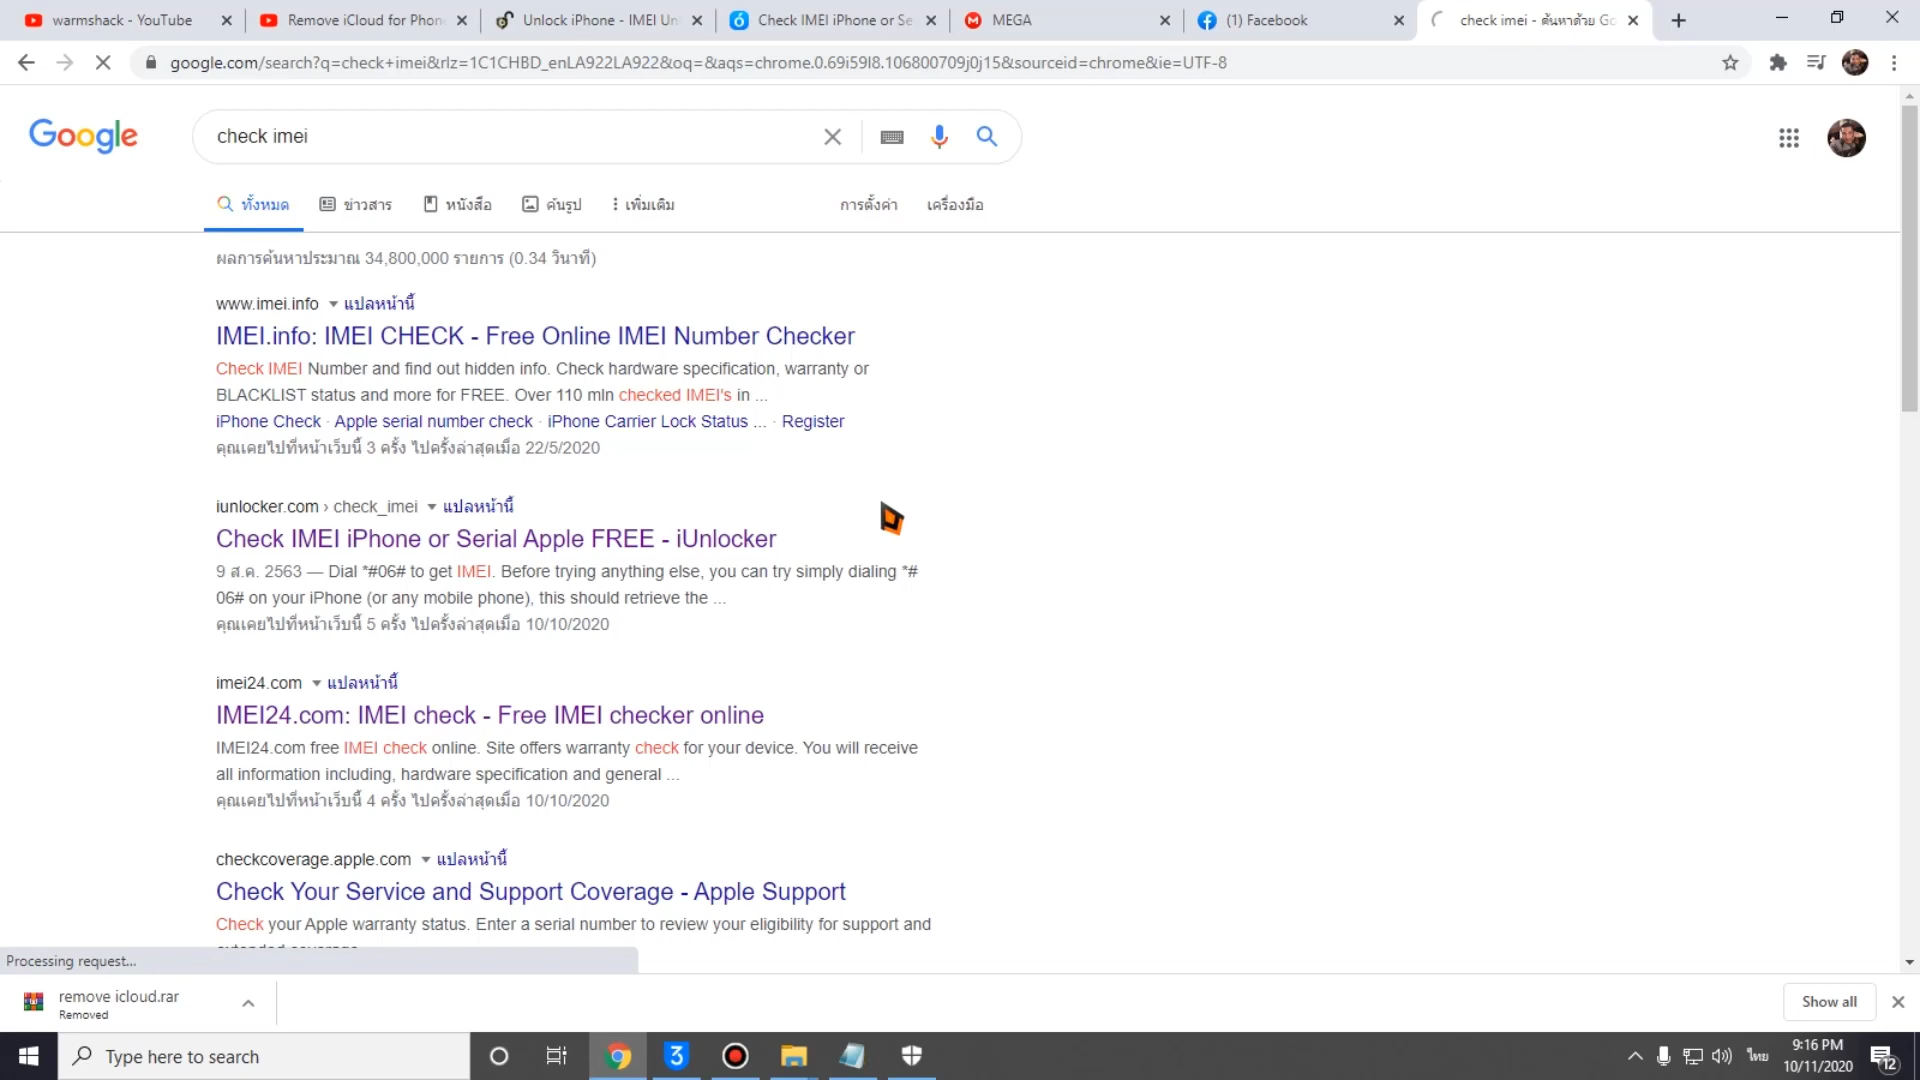 warmshack - YouTube
Remove iCloud for Phon
Unlock iPhone - IMEI Un
Check IMEI iPhone or Se
MEGA
(1) Facebook
check imei - ค้นหาด้วย Go
google.com/search?q=check+imei&rlz=1C1CHBD_enLA922LA922&oq=&aqs=chrome.0.69i59l8.106800709j0j15&sourceid=chrome&ie=UTF-8
Google
check imei
ทั้งหมด
ข่าวสาร
หนังสือ
ค้นรูป
เพิ่มเติม
การตั้งค่า
เครื่องมือ
ผลการค้นหาประมาณ 34,800,000 รายการ (0.34 วินาที)
www.imei.info แปลหน้านี้
IMEI.info: IMEI CHECK - Free Online IMEI Number Checker
Check IMEI Number and find out hidden info. Check hardware specification, warranty or
BLACKLIST status and more for FREE. Over 110 mln checked IMEI's in ...
iPhone Check · Apple serial number check · iPhone Carrier Lock Status ... · Register
คุณเคยไปที่หน้าเว็บนี้ 3 ครั้ง ไปครั้งล่าสุดเมื่อ 22/5/2020
iunlocker.com › check_imei แปลหน้านี้
Check IMEI iPhone or Serial Apple FREE - iUnlocker
9 ส.ค. 2563 — Dial *#06# to get IMEI. Before trying anything else, you can try simply dialing *#
06# on your iPhone (or any mobile phone), this should retrieve the ...
คุณเคยไปที่หน้าเว็บนี้ 5 ครั้ง ไปครั้งล่าสุดเมื่อ 10/10/2020
imei24.com แปลหน้านี้
IMEI24.com: IMEI check - Free IMEI checker online
IMEI24.com free IMEI check online. Site offers warranty check for your device. You will receive
all information including, hardware specification and general ...
คุณเคยไปที่หน้าเว็บนี้ 4 ครั้ง ไปครั้งล่าสุดเมื่อ 10/10/2020
checkcoverage.apple.com แปลหน้านี้
Check Your Service and Support Coverage - Apple Support
Check your Apple warranty status. Enter a serial number to review your eligibility for support and
Processing request...
remove icloud.rar
Removed
Show all
Type here to search
3
ไทย
9:16 PM
10/11/2020
12